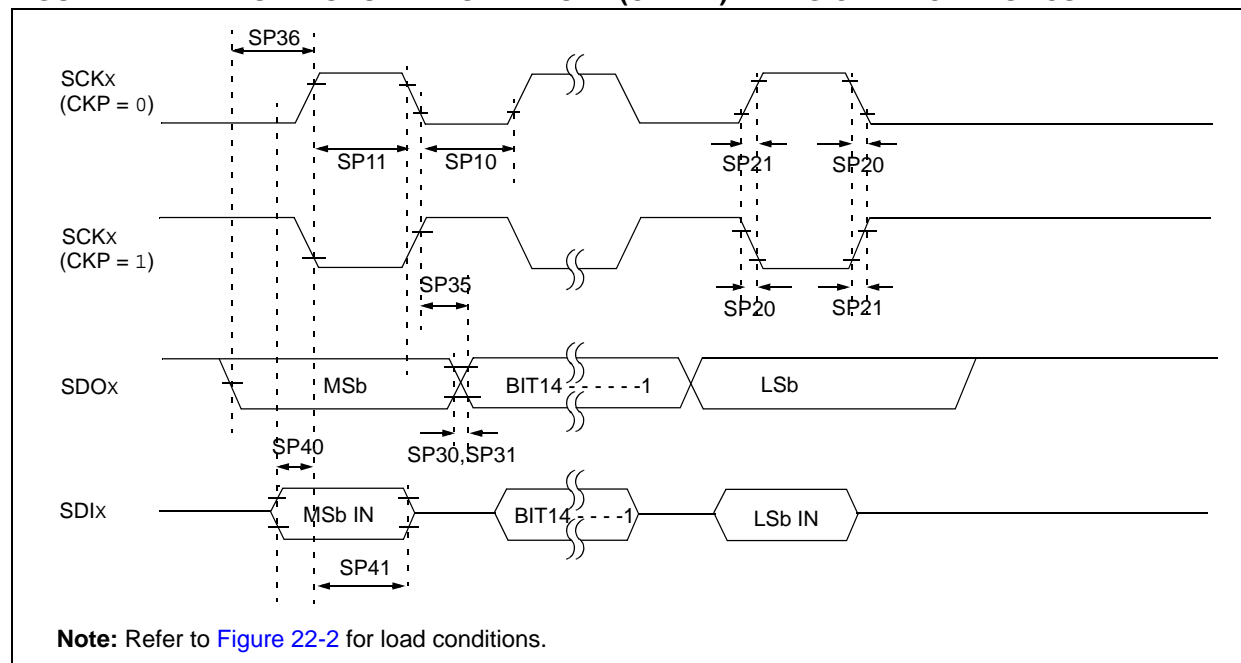 SP36
SCKX
(CKP = 0)
SP11
SP10
SP21
SP20
SCKX
(CKP = 1)
SP35
SP20
SP21
SDOX
MSb
BIT14 - - - - - -1
LSb
SP40
SP30,SP31
SDIX
MSb IN
BIT14 - - - -1
LSb IN
SP41
Note: Refer to Figure 22-2 for load conditions.